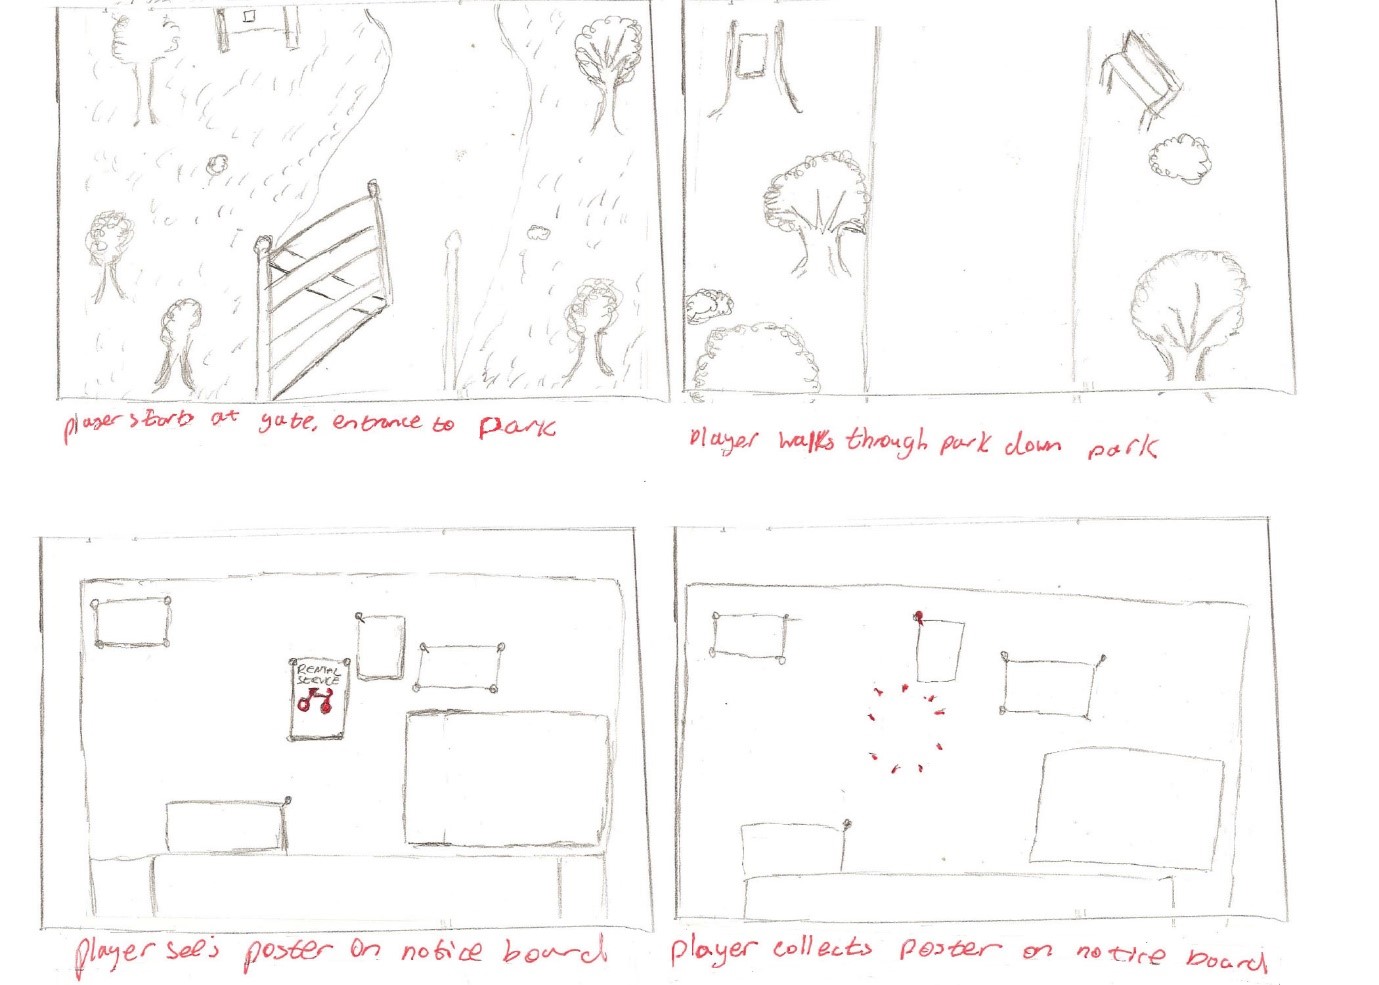 player starts at gate, entrance to park
player walks through park down park
RENTAL
SERVICE
player sees poster on notice board
player collects poster on notice board